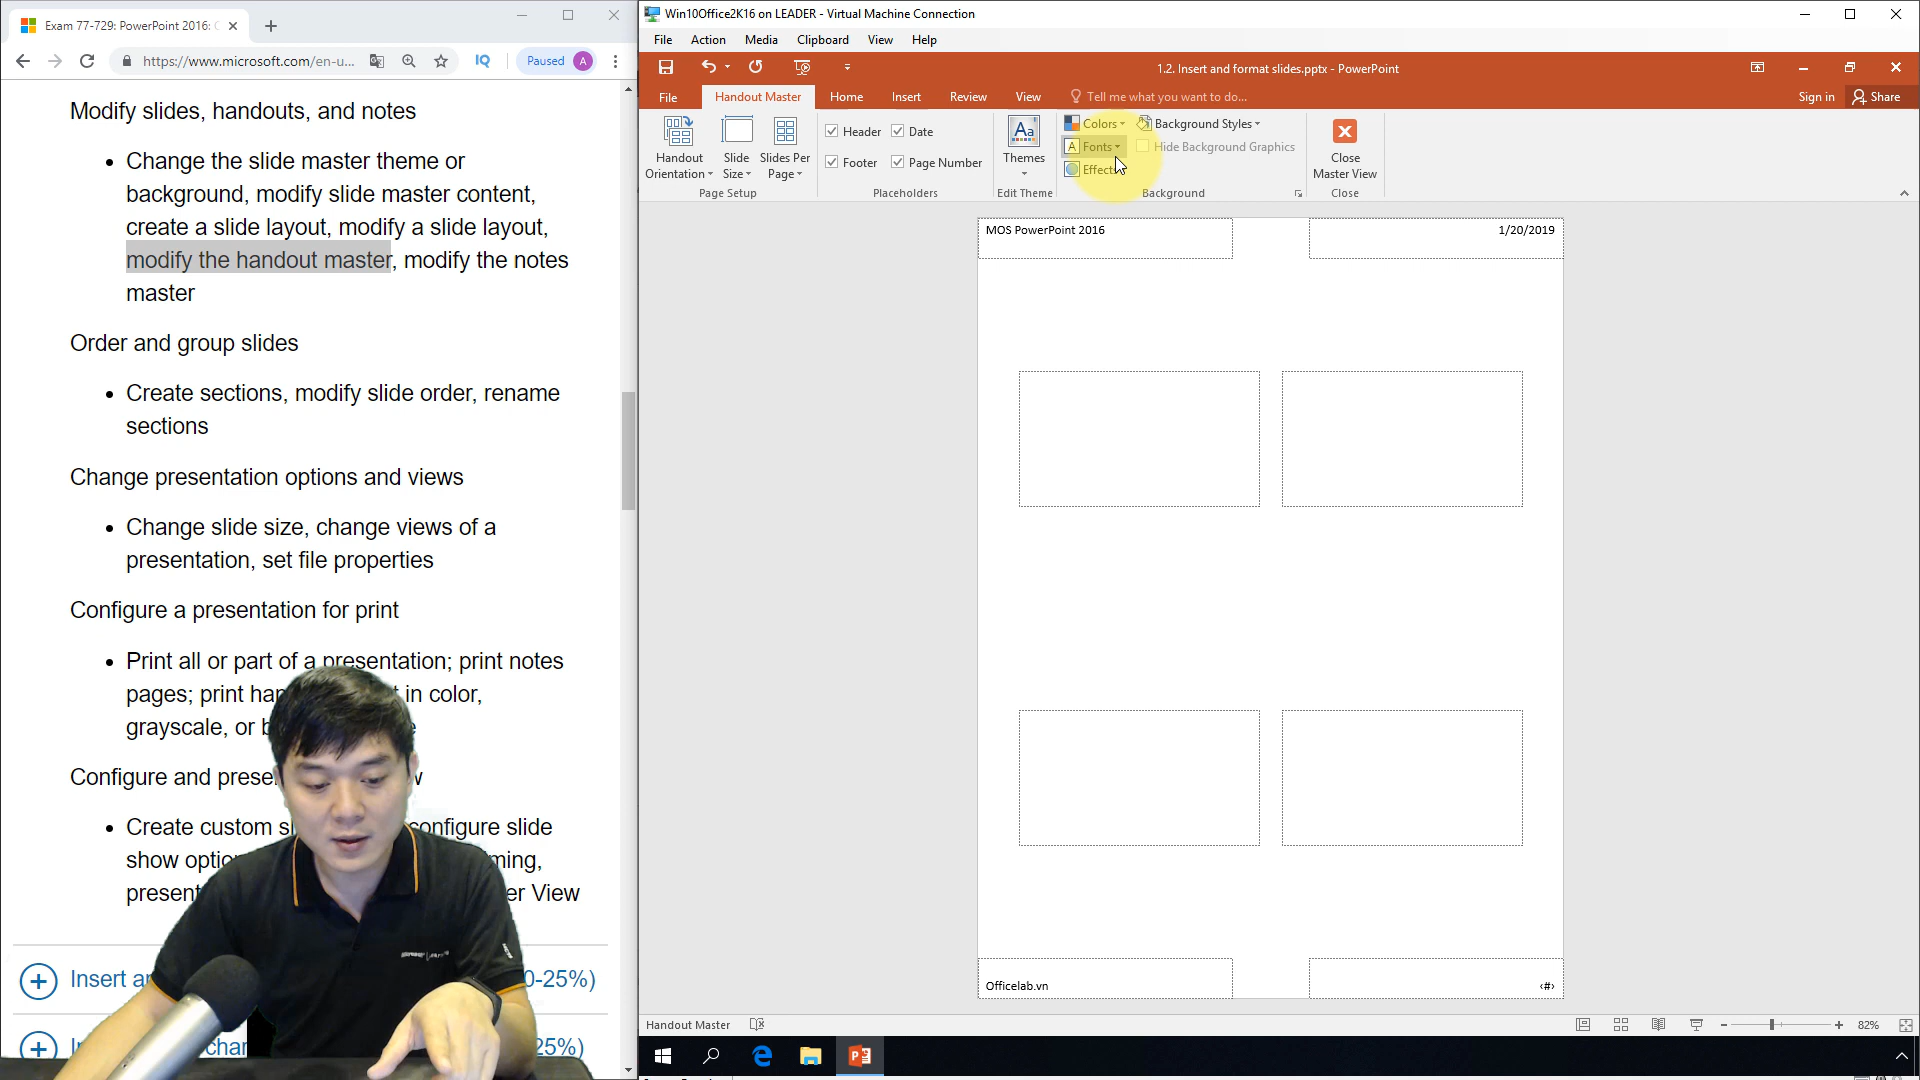 Exam 77-729: PowerPoint 2016:
https://www.microsoft.com/en-u...
IQ
Paused
A
Modify slides, handouts, and notes
• Change the slide master theme or
background, modify slide master content,
create a slide layout, modify a slide layout,
modify the handout master, modify the notes
master
Order and group slides
• Create sections, modify slide order, rename
sections
Change presentation options and views
• Change slide size, change views of a
presentation, set file properties
Configure a presentation for print
• Print all or part of a presentation; print notes
pages; print in color,
grayscale, or
Configure and
• Create custom configure slide
show
View
Insert 0-25%)
25%)
Win10Office2K16 on LEADER - Virtual Machine Connection
File Action Media Clipboard View Help
1.2. Insert and format slides.pptx - PowerPoint
File Handout Master Home Insert Review View Tell me what you want to do... Sign in Share
Handout Orientation
Slide Size
Slides Per Page
Page Setup
Header Date
Footer Page Number
Placeholders
Themes
Edit Theme
Colors Background Styles
Fonts Hide Background Graphics
Effects
Background
Close Master View
Close
MOS PowerPoint 2016 1/20/2019
Officelab.vn ‹#›
Handout Master 82%